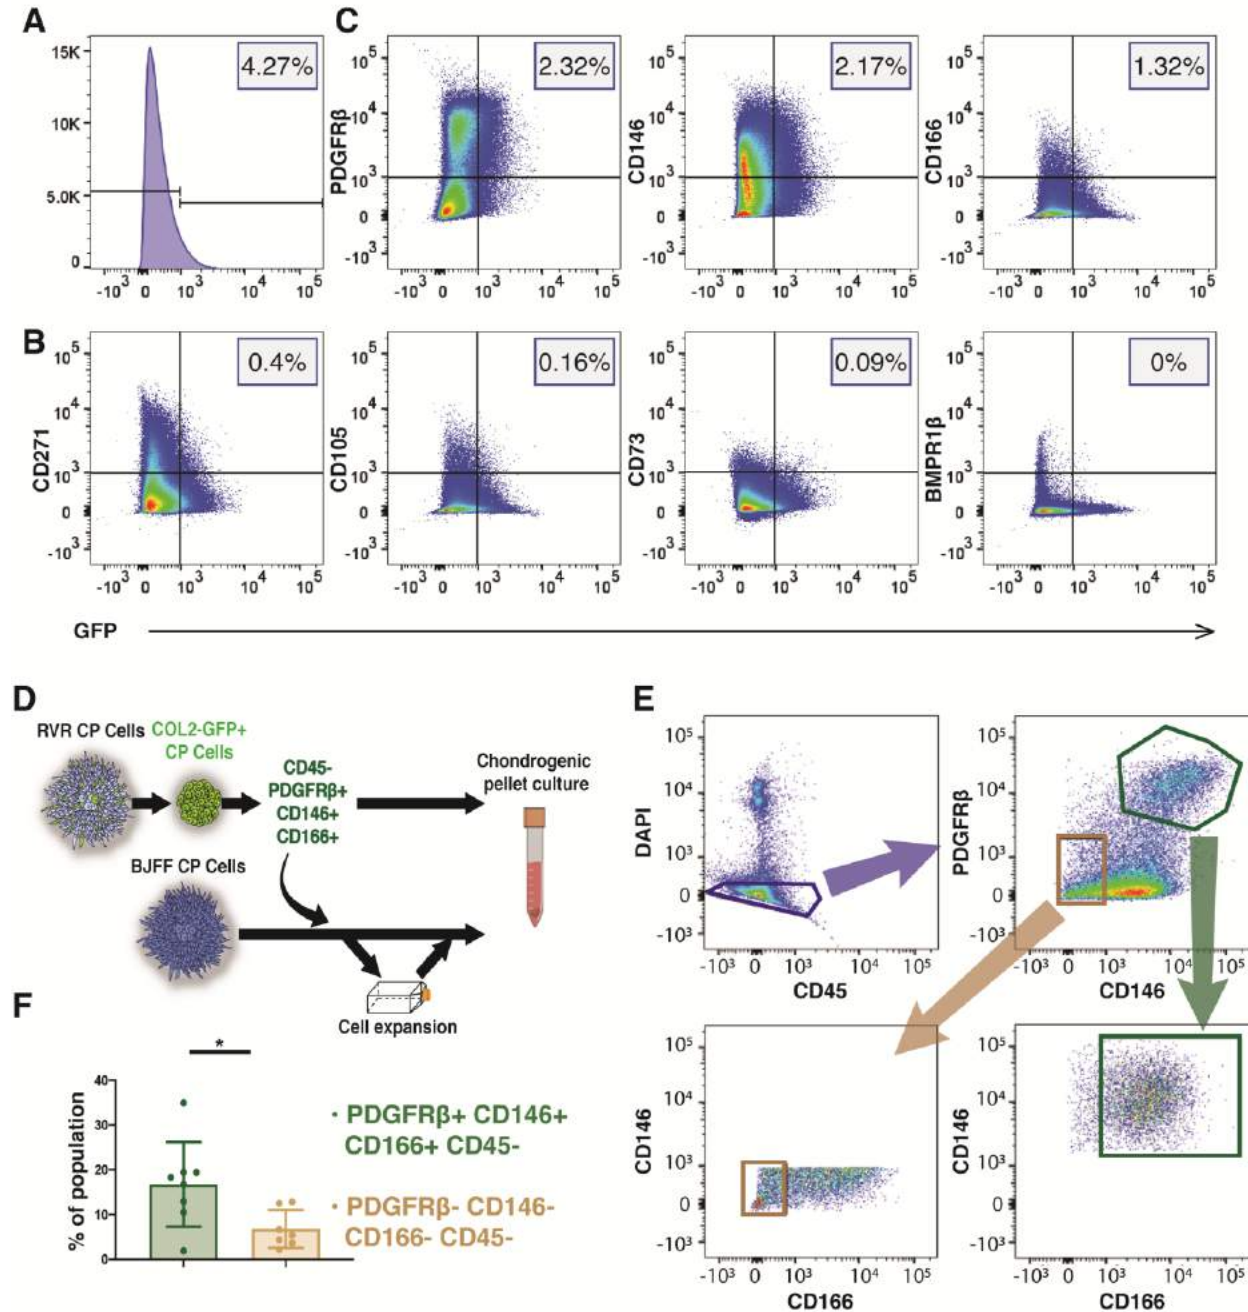 A
15K
10K
5.0K
0
4.27%
-10³ 0 10³ 10⁴ 10⁵
C
PDGFRβ
10⁵
10⁴
10³
0
-10³
2.32%
-10³ 0 10³ 10⁴ 10⁵
CD146
10⁵
10⁴
10³
0
-10³
2.17%
-10³ 0 10³ 10⁴ 10⁵
CD166
10⁵
10⁴
10³
0
-10³
1.32%
-10³ 0 10³ 10⁴ 10⁵
B
CD271
10⁵
10⁴
10³
0
-10³
0.4%
-10³ 0 10³ 10⁴ 10⁵
CD105
10⁵
10⁴
10³
0
-10³
0.16%
-10³ 0 10³ 10⁴ 10⁵
CD73
10⁵
10⁴
10³
0
-10³
0.09%
-10³ 0 10³ 10⁴ 10⁵
BMPR1β
10⁵
10⁴
10³
0
-10³
0%
-10³ 0 10³ 10⁴ 10⁵
GFP
D
RVR CP Cells
COL2-GFP+
CP Cells
CD45-
PDGFRβ+
CD146+
CD166+
Chondrogenic
pellet culture
BJFF CP Cells
Cell expansion
E
DAPI
10⁵
10⁴
10³
0
-10³
-10³ 0 10³ 10⁴ 10⁵
CD45
PDGFRβ
10⁵
10⁴
10³
0
-10³
-10³ 0 10³ 10⁴ 10⁵
CD146
CD146
10⁵
10⁴
10³
0
-10³
-10³ 0 10³ 10⁴ 10⁵
CD166
CD146
10⁵
10⁴
10³
0
-10³
-10³ 0 10³ 10⁴ 10⁵
CD166
F
*
% of population
40
30
20
10
0
· PDGFRβ+ CD146+
CD166+ CD45-
· PDGFRβ- CD146-
CD166- CD45-